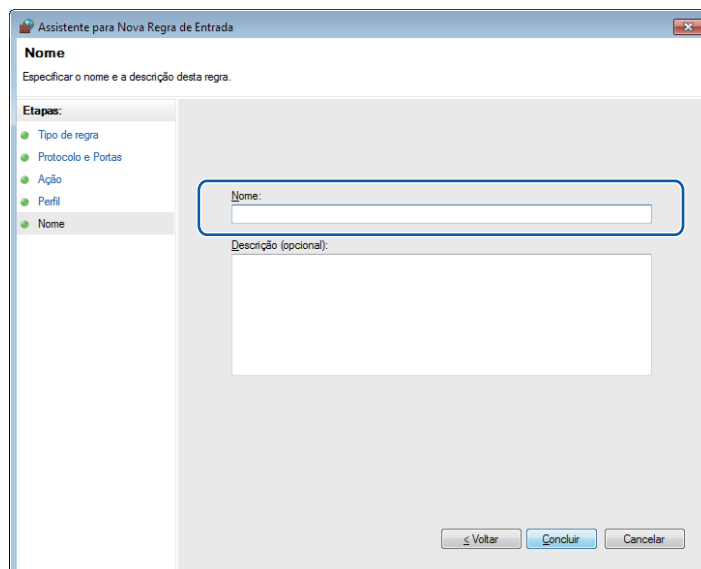 Assistente para Nova Regra de Entrada
Nome
Especificar o nome e a descrição desta regra.
Etapas:
Tipo de regra
Protocolo e Portas
Ação
Perfil
Nome
Nome:
Descrição (opcional):
< Voltar
Concluir
Cancelar